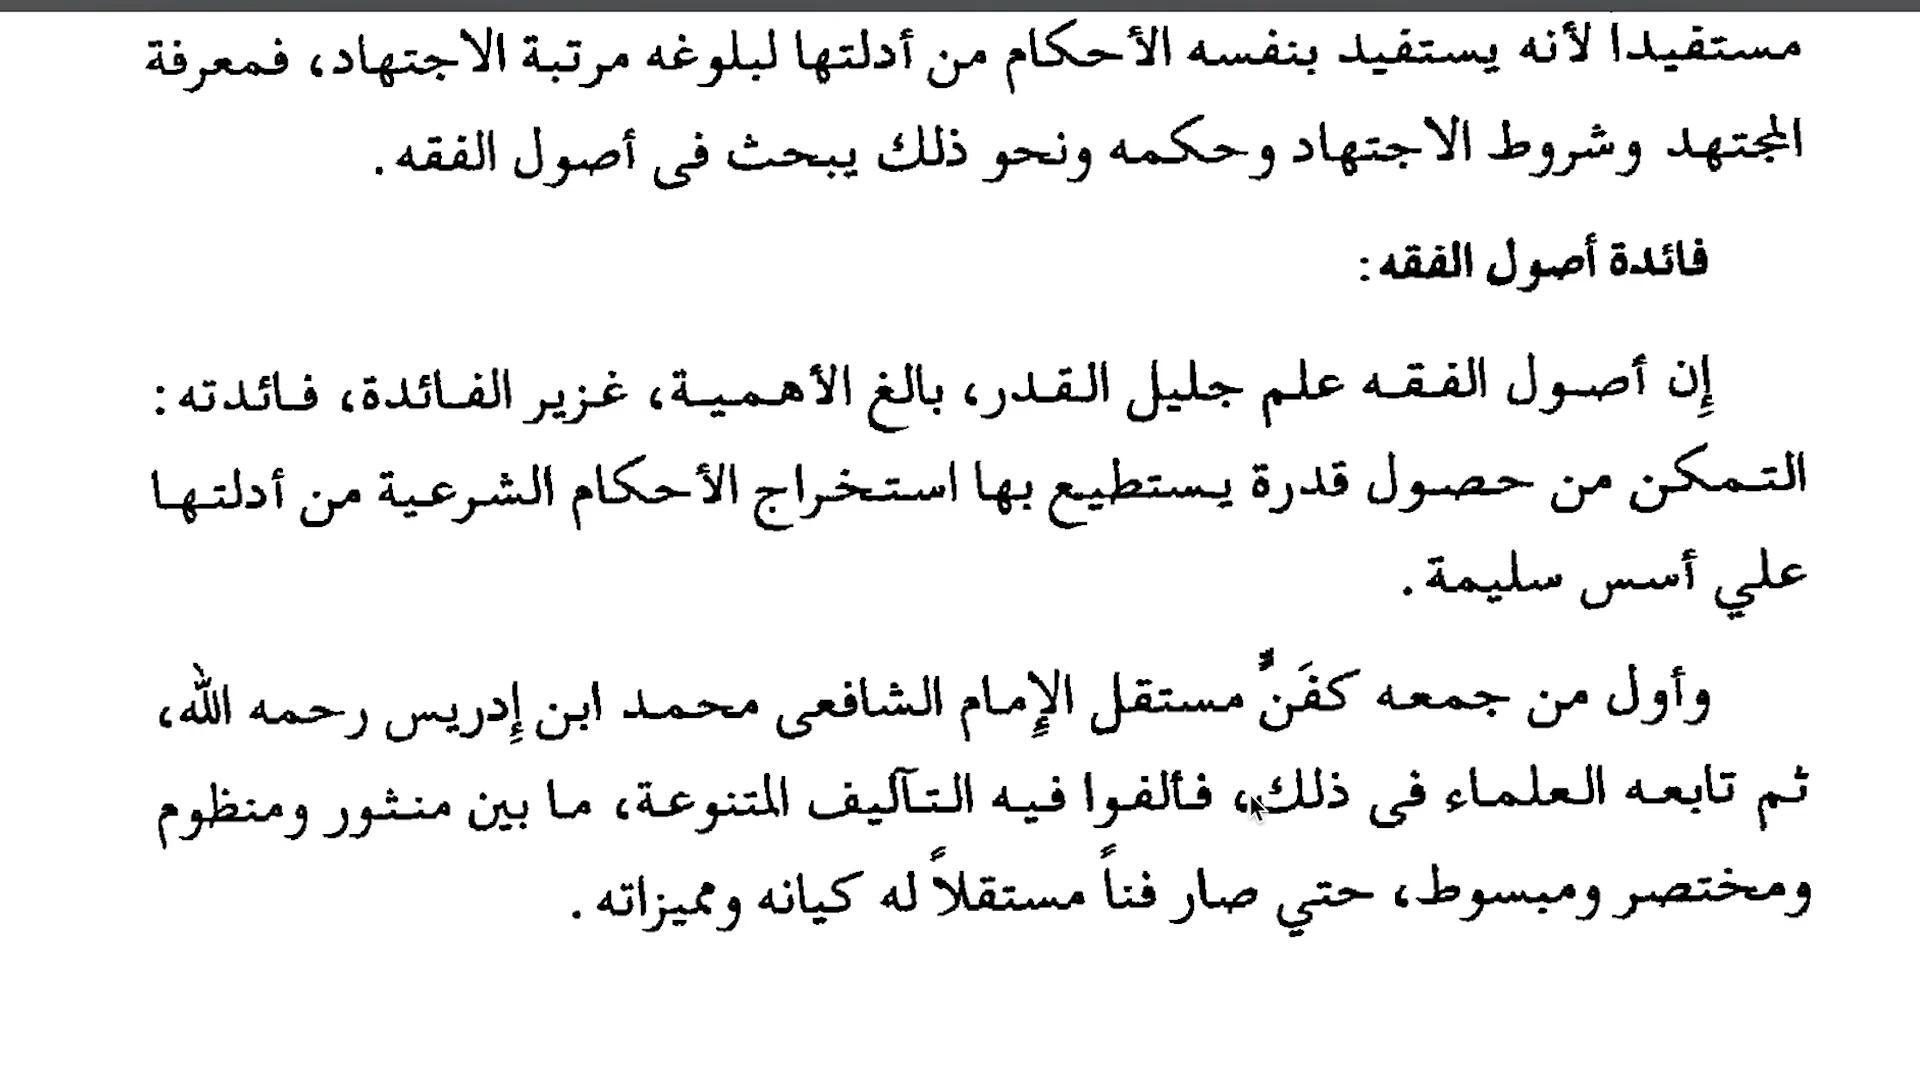 مستفيداً لأنه يستفيد بنفسه الأحكام من أدلتها لبلوغه مرتبة الاجتهاد، فمعرفة
المجتهد وشروط الاجتهاد وحكمه ونحو ذلك يبحث فى أصول الفقه.
فائدة أصول الفقه:
إِن أصول الفقه علم جليل القدر، بالغ الأهمية، غزير الفائدة، فائدته:
التمكن من حصول قدرة يستطيع بها استخراج الأحكام الشرعية من أدلتها
علي أسس سليمة.
وأول من جمعه كفَنٍّ مستقل الإِمام الشافعى محمد ابن إِدريس رحمه الله،
ثم تابعه العلماء فى ذلك، فألفوا فيه التآليف المتنوعة، ما بين منثور ومنظوم
ومختصر ومبسوط، حتي صار فناً مستقلاً له كيانه ومميزاته.